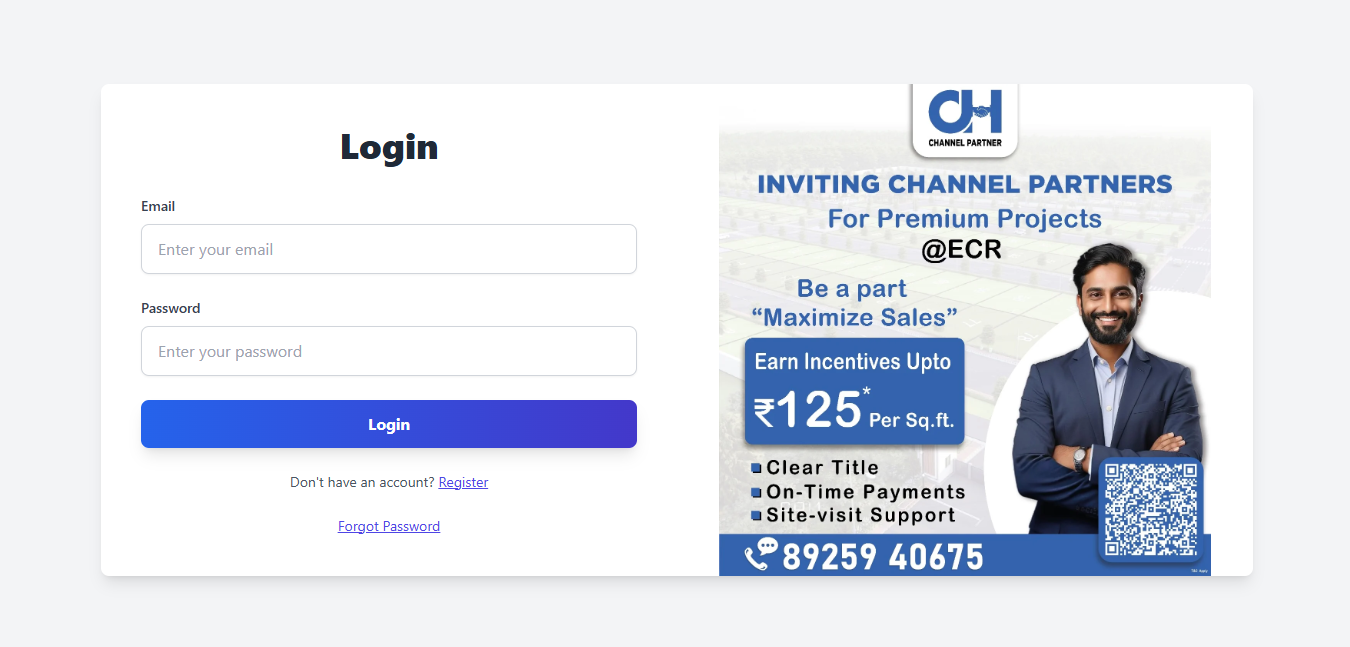 Login
Email
Enter your email
Password
Enter your password
Login
Don't have an account? Register
Forgot Password
CH
CHANNEL PARTNER
INVITING CHANNEL PARTNERS
For Premium Projects
@ECR
Be a part
“Maximize Sales”
Earn Incentives Upto
₹125* Per Sq.ft.
Clear Title
On-Time Payments
Site-visit Support
89259 40675